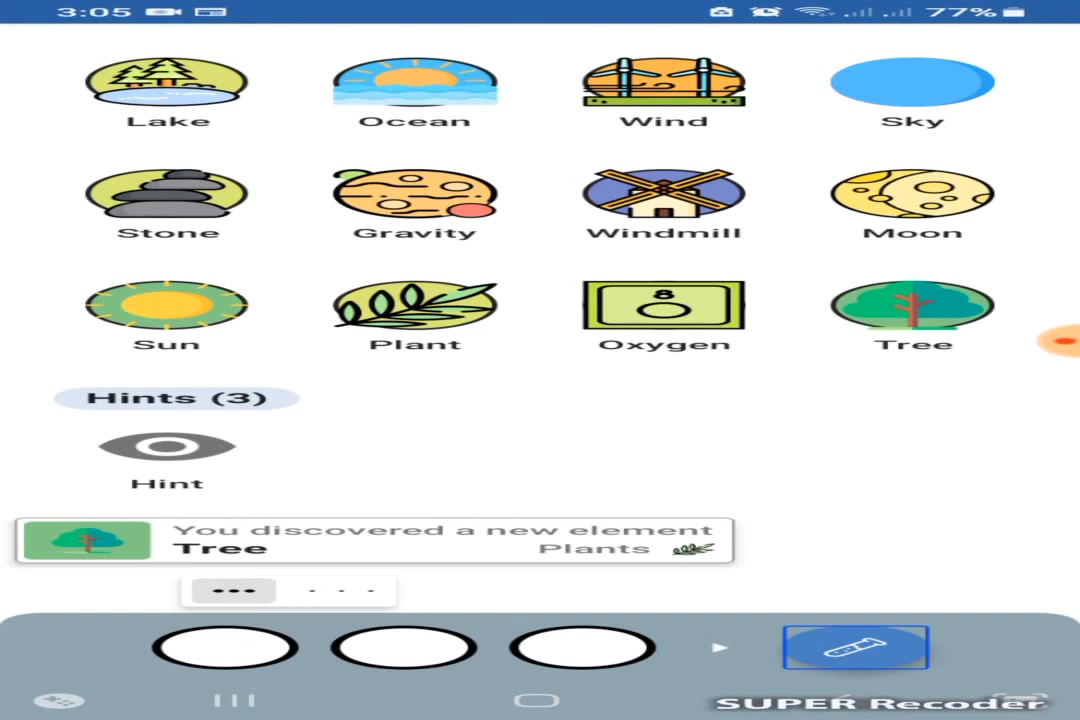 3:05 77%
Lake Ocean Wind Sky
Stone Gravity Windmill Moon
8
Sun Plant Oxygen Tree
Hints (3)
Hint
You discovered a new element
Tree Plants
SUPER Recoder